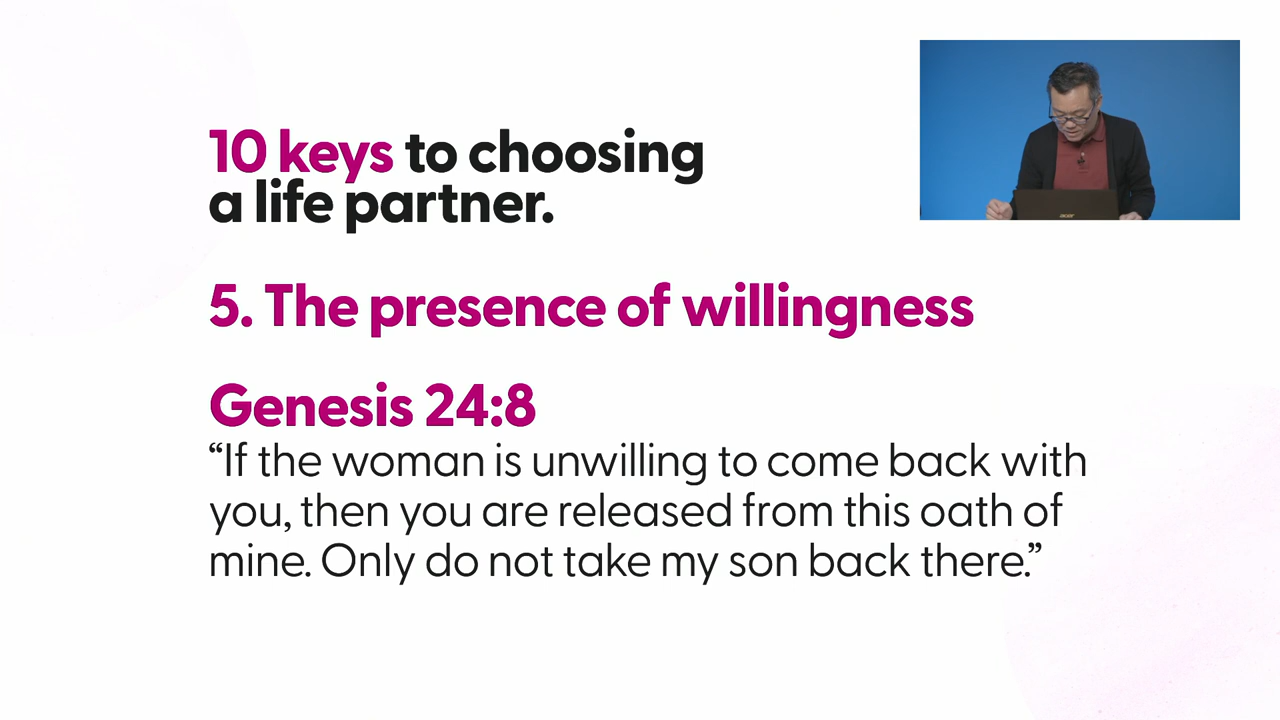 10 keys to choosing
a life partner.
5. The presence of willingness
Genesis 24:8
“If the woman is unwilling to come back with
you, then you are released from this oath of
mine. Only do not take my son back there.”
acer